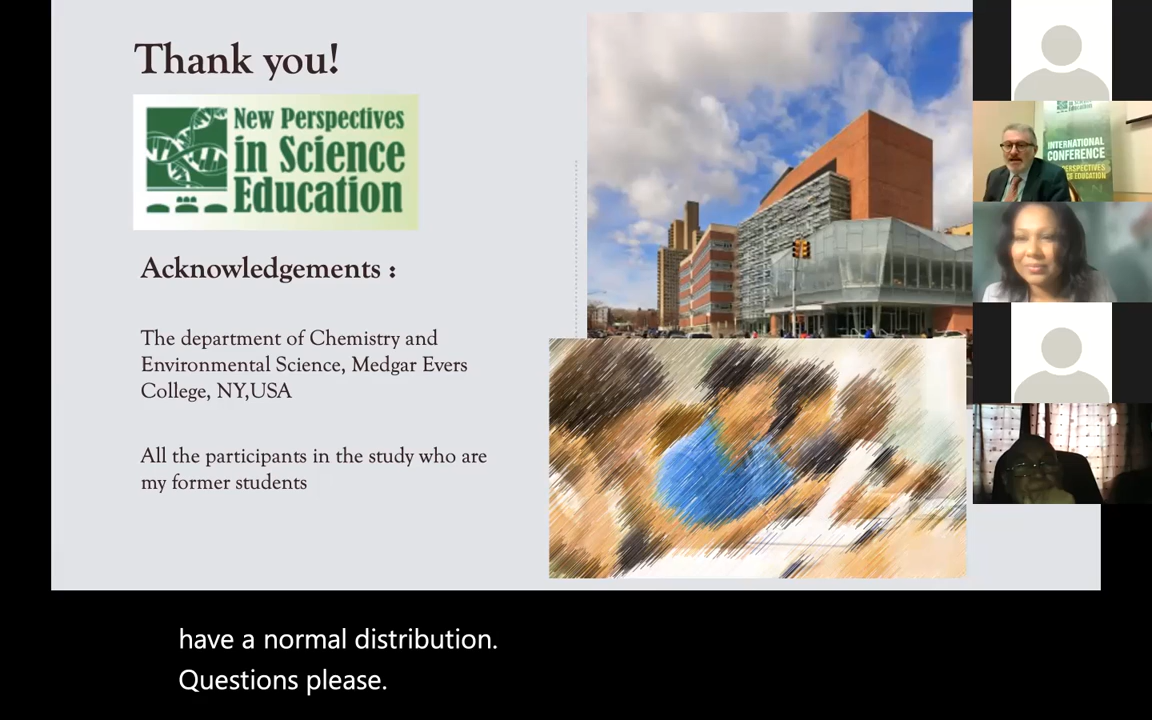 Thank you!
New Perspectives
in Science
Education
Acknowledgements :
The department of Chemistry and
Environmental Science, Medgar Evers
College, NY,USA
All the participants in the study who are
my former students
INTERNATIONAL
CONFERENCE
have a normal distribution.
Questions please.